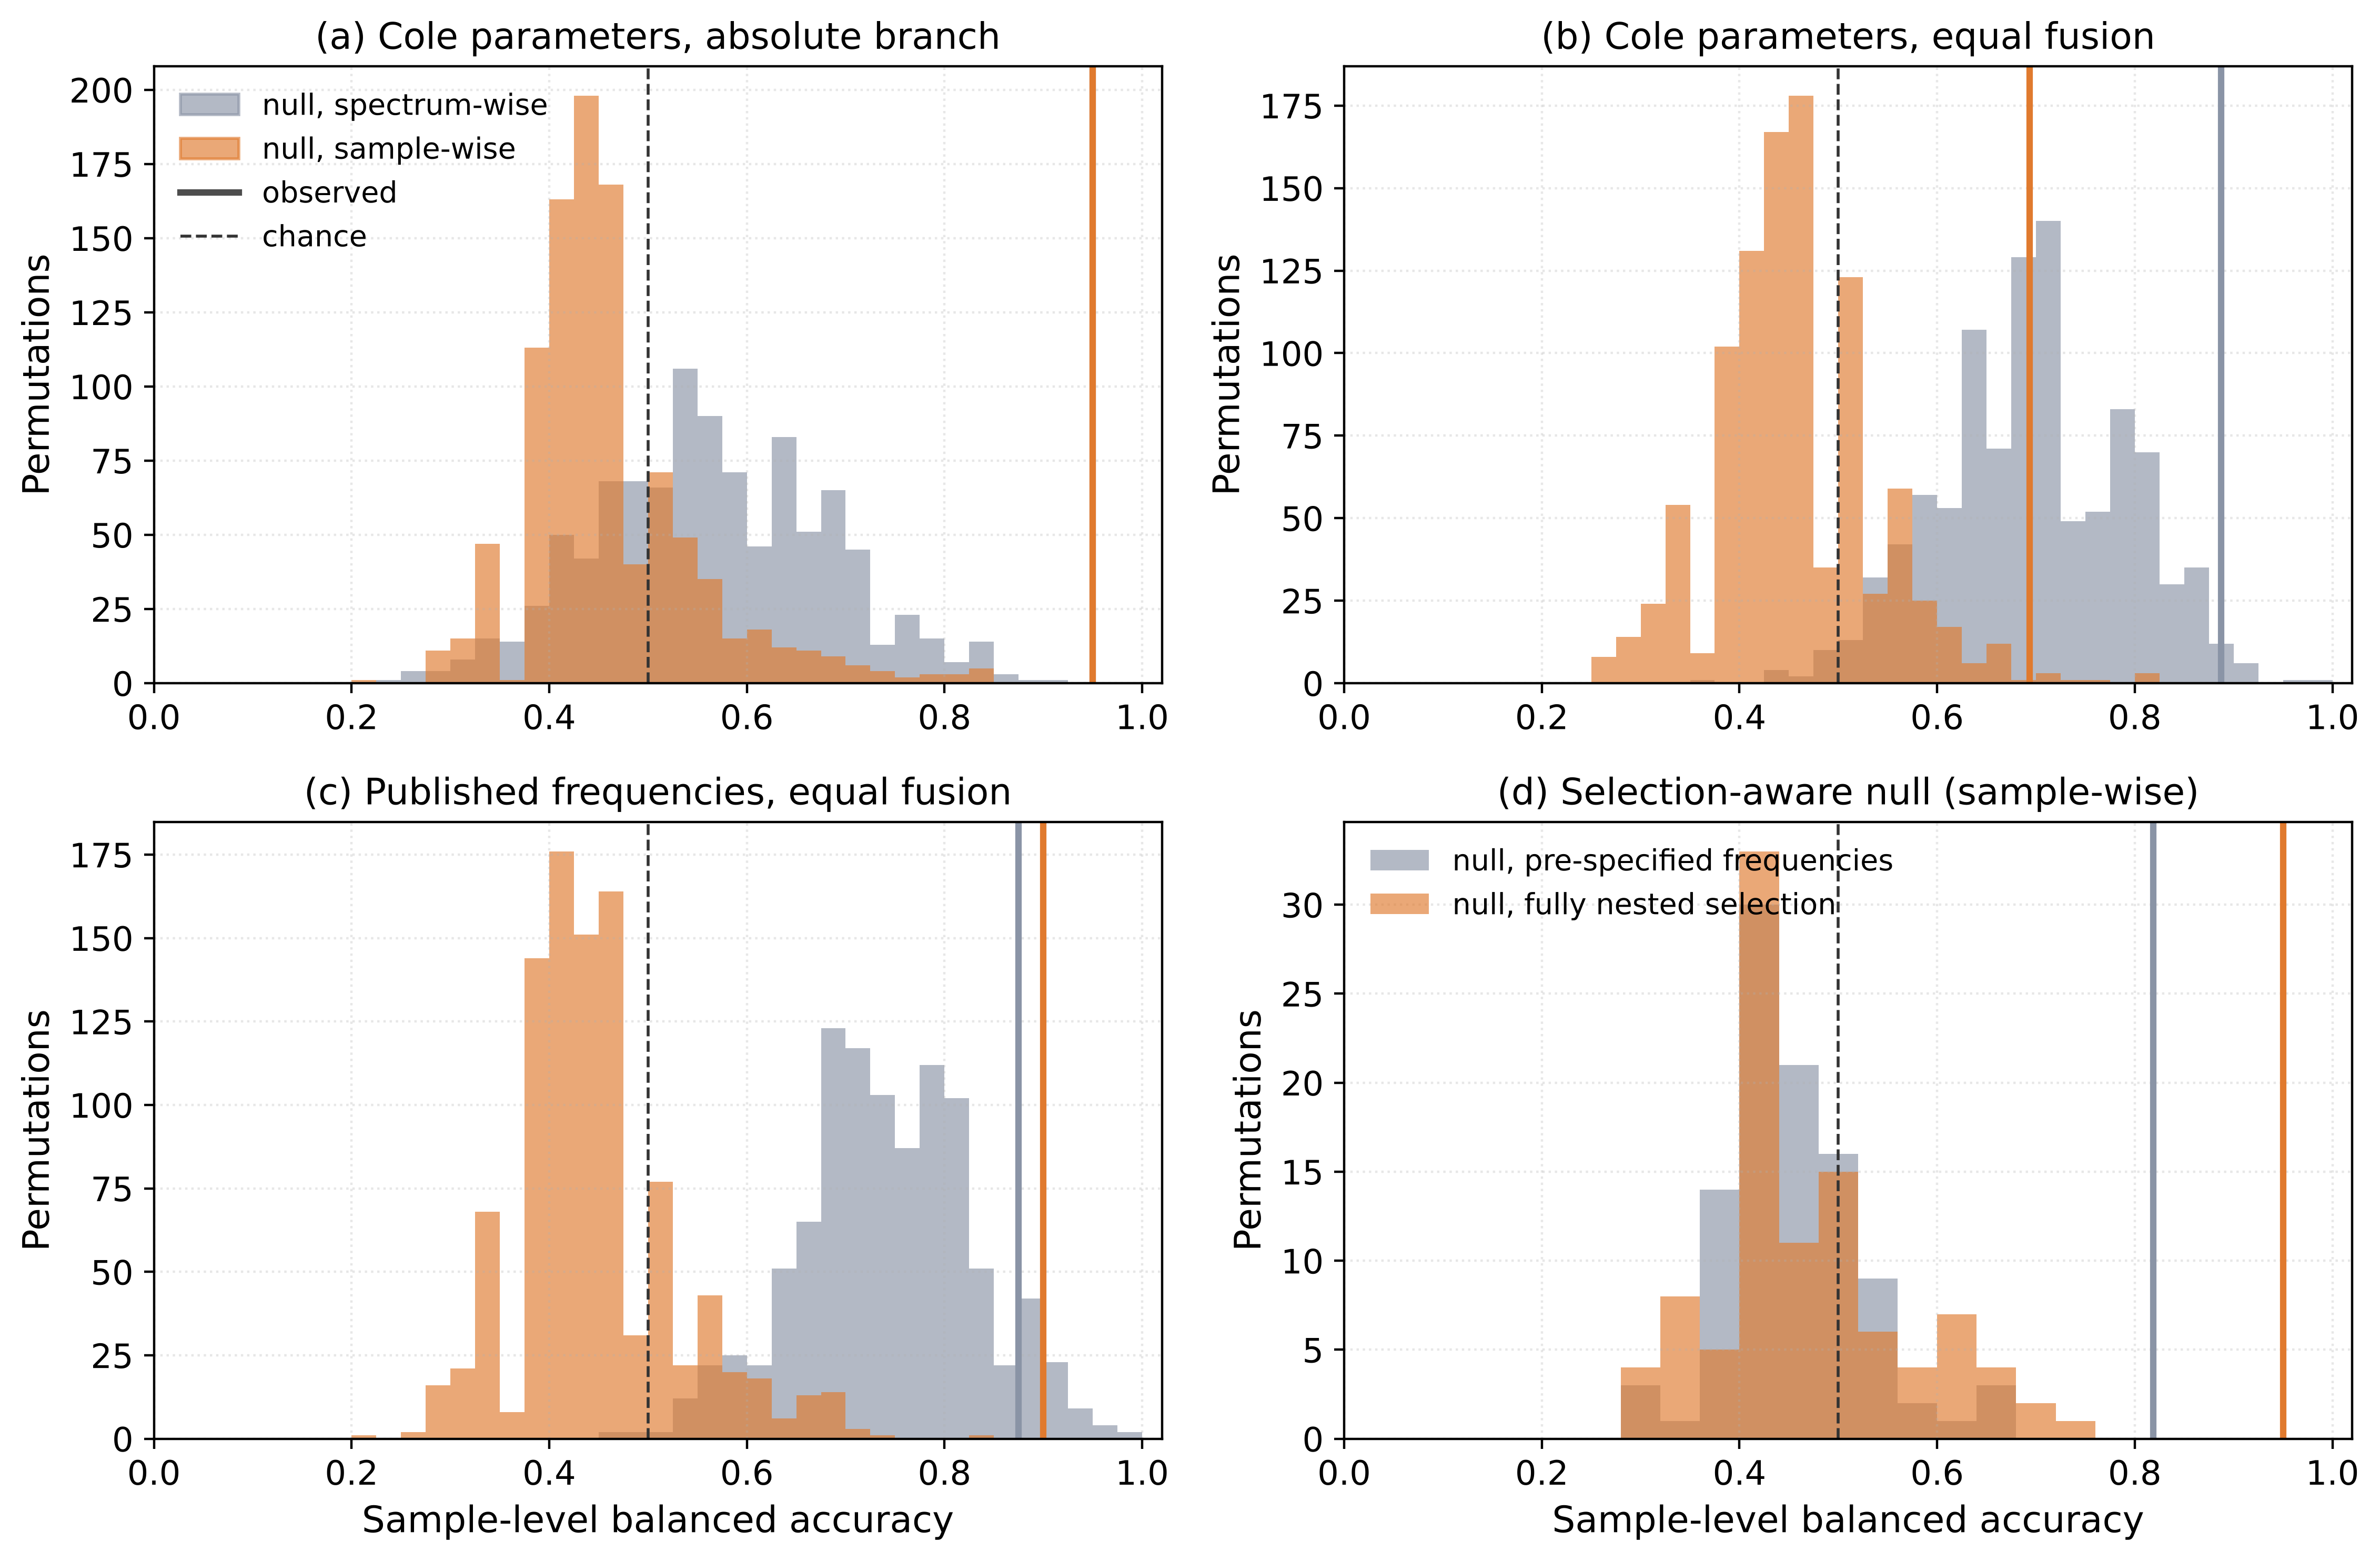 (a) Cole parameters, absolute branch
200
175
150
125
100
75
50
25
0
Permutations
null, spectrum-wise
null, sample-wise
observed
chance
0.0 0.2 0.4 0.6 0.8 1.0
(b) Cole parameters, equal fusion
175
150
125
100
75
50
25
0
Permutations
0.0 0.2 0.4 0.6 0.8 1.0
(c) Published frequencies, equal fusion
175
150
125
100
75
50
25
0
Permutations
0.0 0.2 0.4 0.6 0.8 1.0
Sample-level balanced accuracy
(d) Selection-aware null (sample-wise)
30
25
20
15
10
5
0
Permutations
null, pre-specified frequencies
null, fully nested selection
0.0 0.2 0.4 0.6 0.8 1.0
Sample-level balanced accuracy